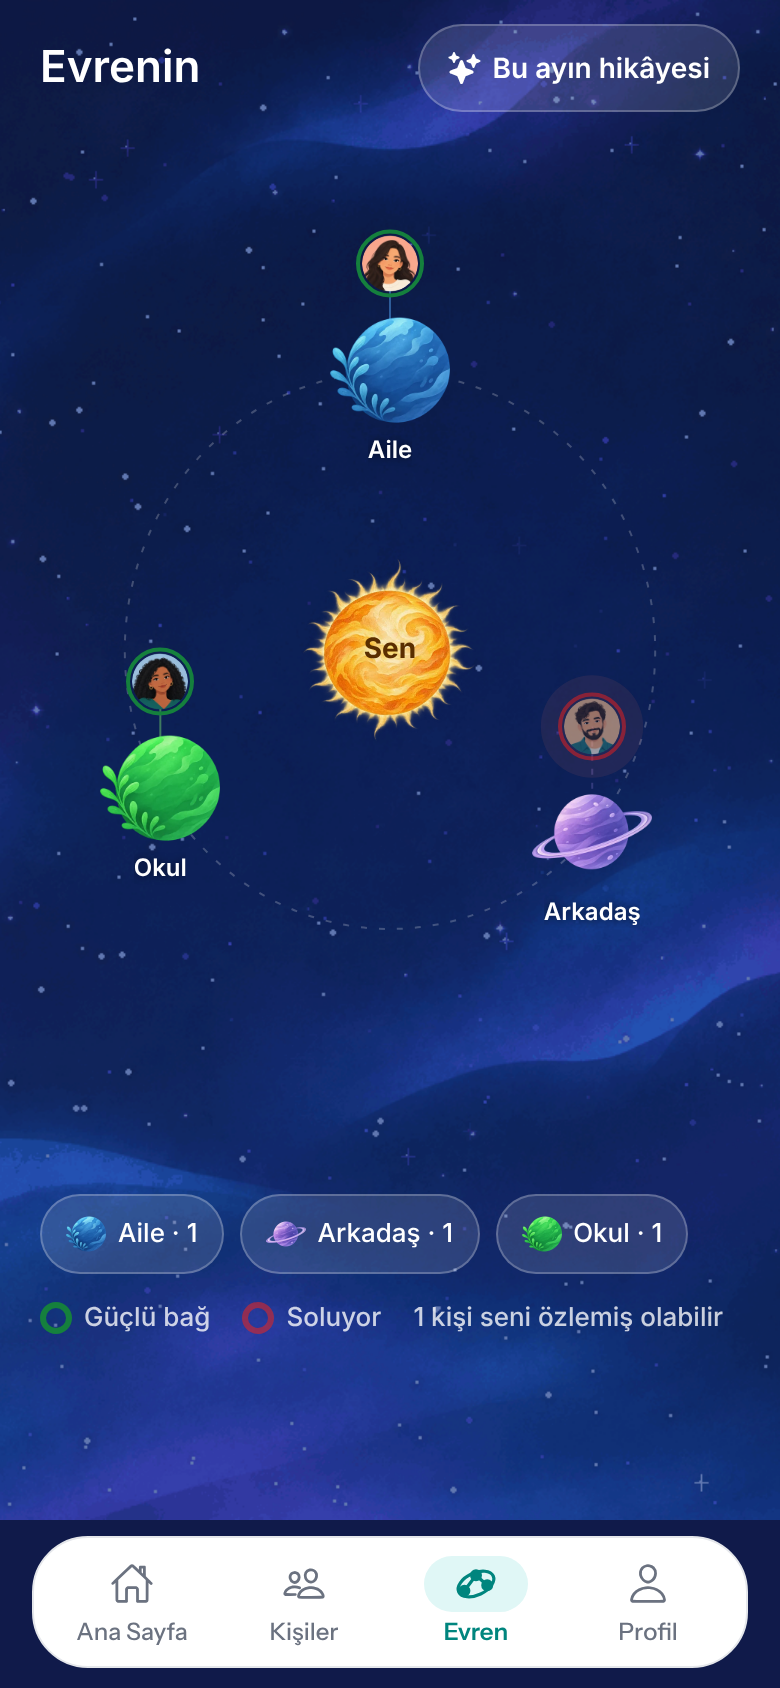 Evrenin
Bu ayın hikâyesi
Aile
Sen
Okul
Arkadaş
Aile · 1
Arkadaş · 1
Okul · 1
Güçlü bağ
Soluyor
1 kişi seni özlemiş olabilir
Ana Sayfa
Kişiler
Evren
Profil